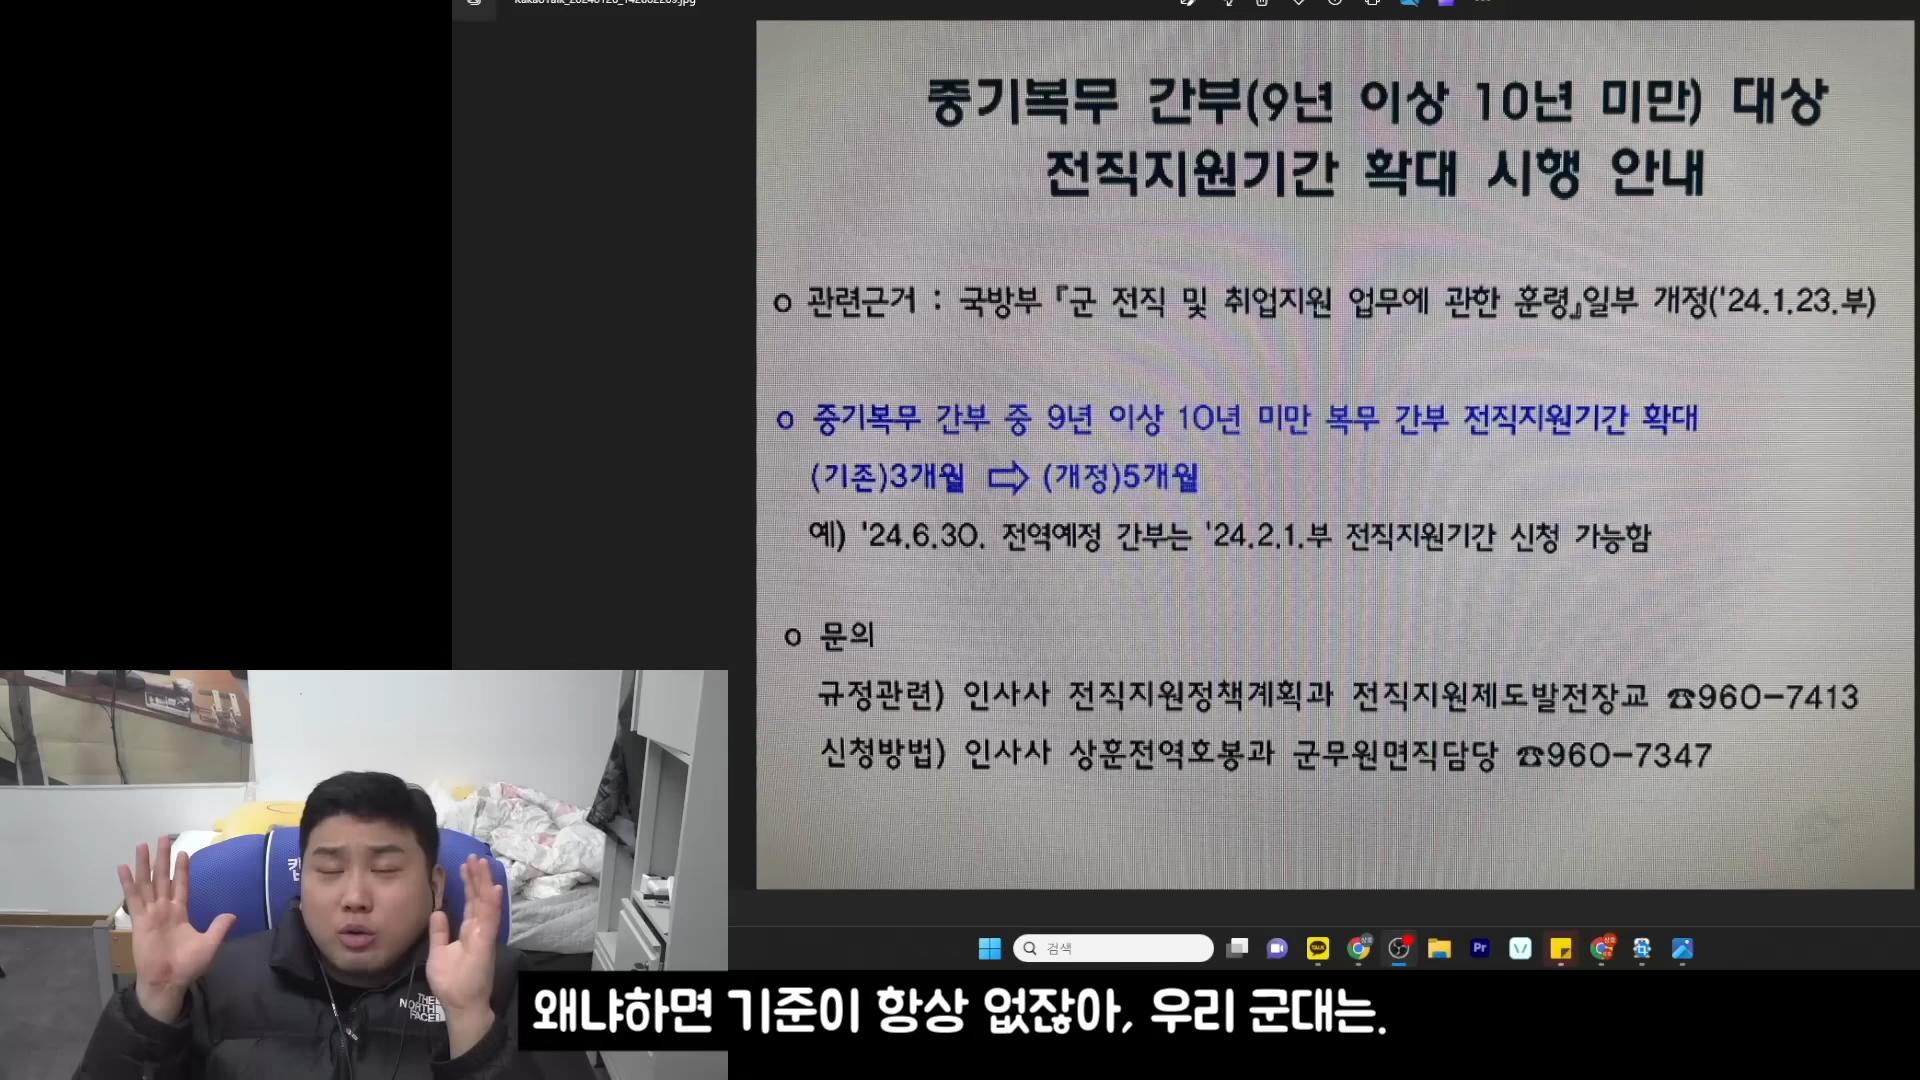 중기복무 간부(9년 이상 10년 미만) 대상
전직지원기간 확대 시행 안내
o 관련근거 : 국방부 『군 전직 및 취업지원 업무에 관한 훈령』일부 개정('24.1.23.부)
o 중기복무 간부 중 9년 이상 10년 미만 복무 간부 전직지원기간 확대
(기존)3개월 ⇨ (개정)5개월
예) '24.6.30. 전역예정 간부는 '24.2.1.부 전직지원기간 신청 가능함
o 문의
규정관련) 인사사 전직지원정책계획과 전직지원제도발전장교 ☎960-7413
신청방법) 인사사 상훈전역호봉과 군무원면직담당 ☎960-7347
검색
TALK
Pr
THE
NORTH
FACE
왜냐하면 기준이 항상 없잖아, 우리 군대는.